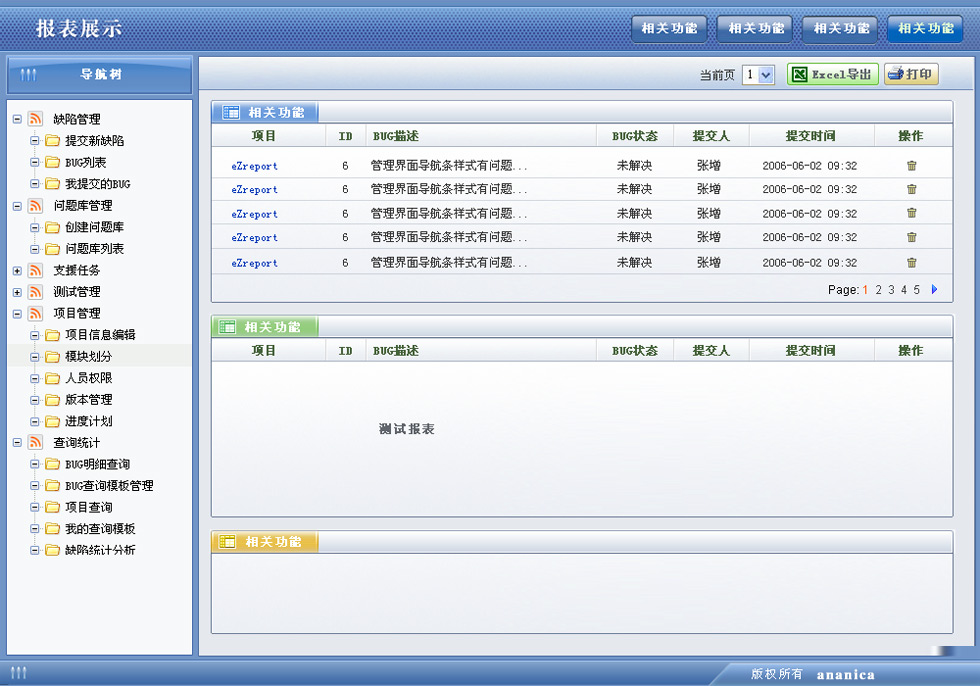 报表展示
相关功能 相关功能 相关功能 相关功能
导航树
缺陷管理
提交新缺陷
BUG列表
我提交的BUG
问题库管理
创建问题库
问题库列表
支援任务
测试管理
项目管理
项目信息编辑
模块划分
人员权限
版本管理
进度计划
查询统计
BUG明细查询
BUG查询模板管理
项目查询
我的查询模板
缺陷统计分析
当前页 1 Excel导出 打印
相关功能
项目 ID BUG描述 BUG状态 提交人 提交时间 操作
eZreport 6 管理界面导航条样式有问题... 未解决 张增 2006-06-02 09:32
eZreport 6 管理界面导航条样式有问题... 未解决 张增 2006-06-02 09:32
eZreport 6 管理界面导航条样式有问题... 未解决 张增 2006-06-02 09:32
eZreport 6 管理界面导航条样式有问题... 未解决 张增 2006-06-02 09:32
eZreport 6 管理界面导航条样式有问题... 未解决 张增 2006-06-02 09:32
Page: 1 2 3 4 5
相关功能
项目 ID BUG描述 BUG状态 提交人 提交时间 操作
测试报表
相关功能
版权所有 ananica